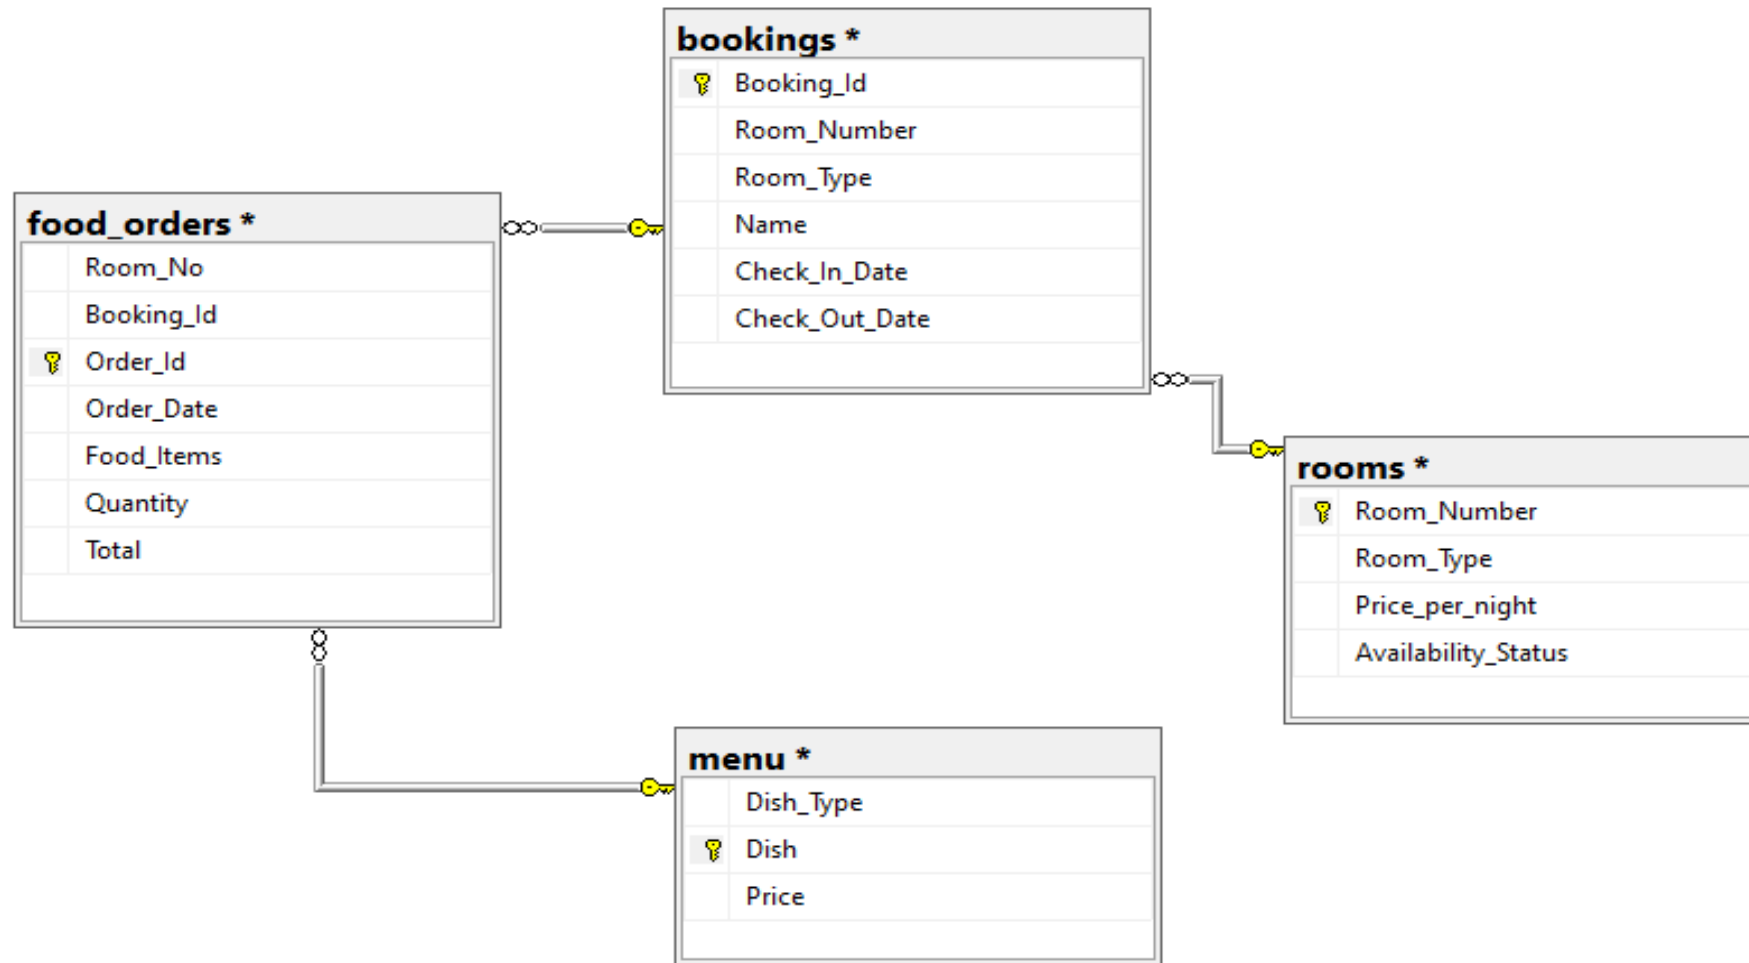 bookings *
Booking_Id
Room_Number
Room_Type
Name
Check_In_Date
Check_Out_Date
food_orders *
Room_No
Booking_Id
Order_Id
Order_Date
Food_Items
Quantity
Total
rooms *
Room_Number
Room_Type
Price_per_night
Availability_Status
menu *
Dish_Type
Dish
Price